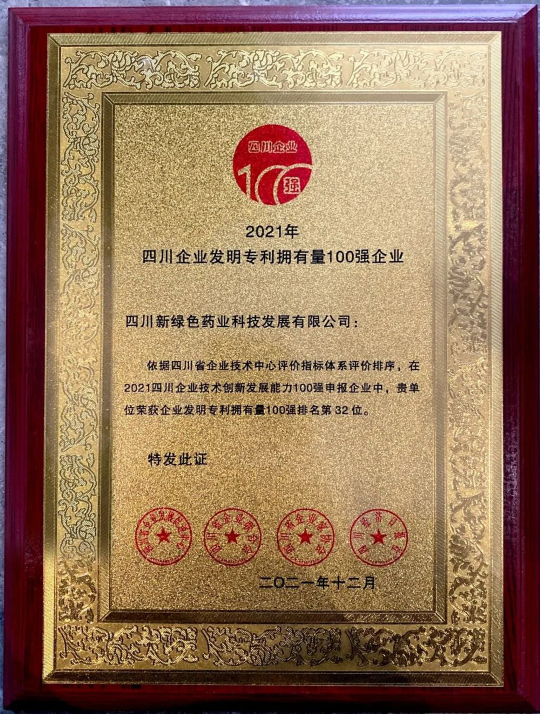 四川企业
100强
2021年
四川企业发明专利拥有量100强企业
四川新绿色药业科技发展有限公司：
依据四川省企业技术中心评价指标体系评价排序，在
2021四川企业技术创新发展能力100强申报企业中，贵单
位荣获企业发明专利拥有量100强排名第 32 位。
特发此证
二〇二一年十二月